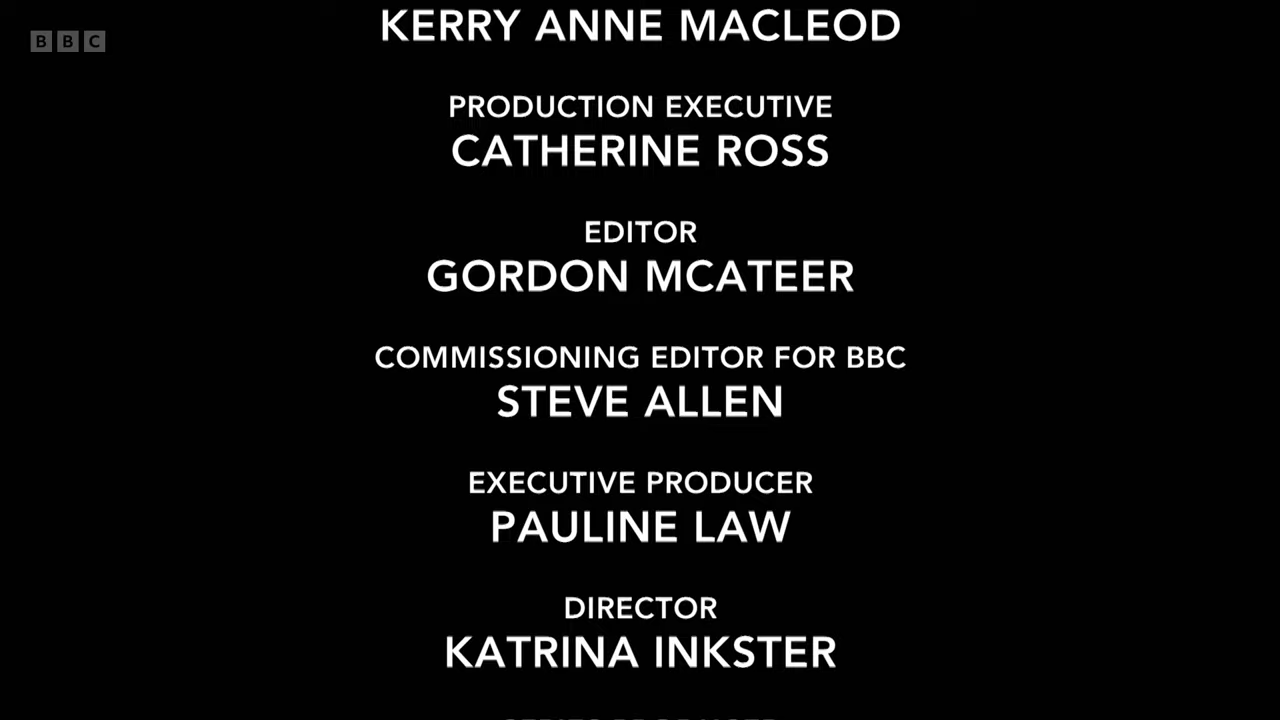 BBC
KERRY ANNE MACLEOD
PRODUCTION EXECUTIVE
CATHERINE ROSS
EDITOR
GORDON MCATEER
COMMISSIONING EDITOR FOR BBC
STEVE ALLEN
EXECUTIVE PRODUCER
PAULINE LAW
DIRECTOR
KATRINA INKSTER